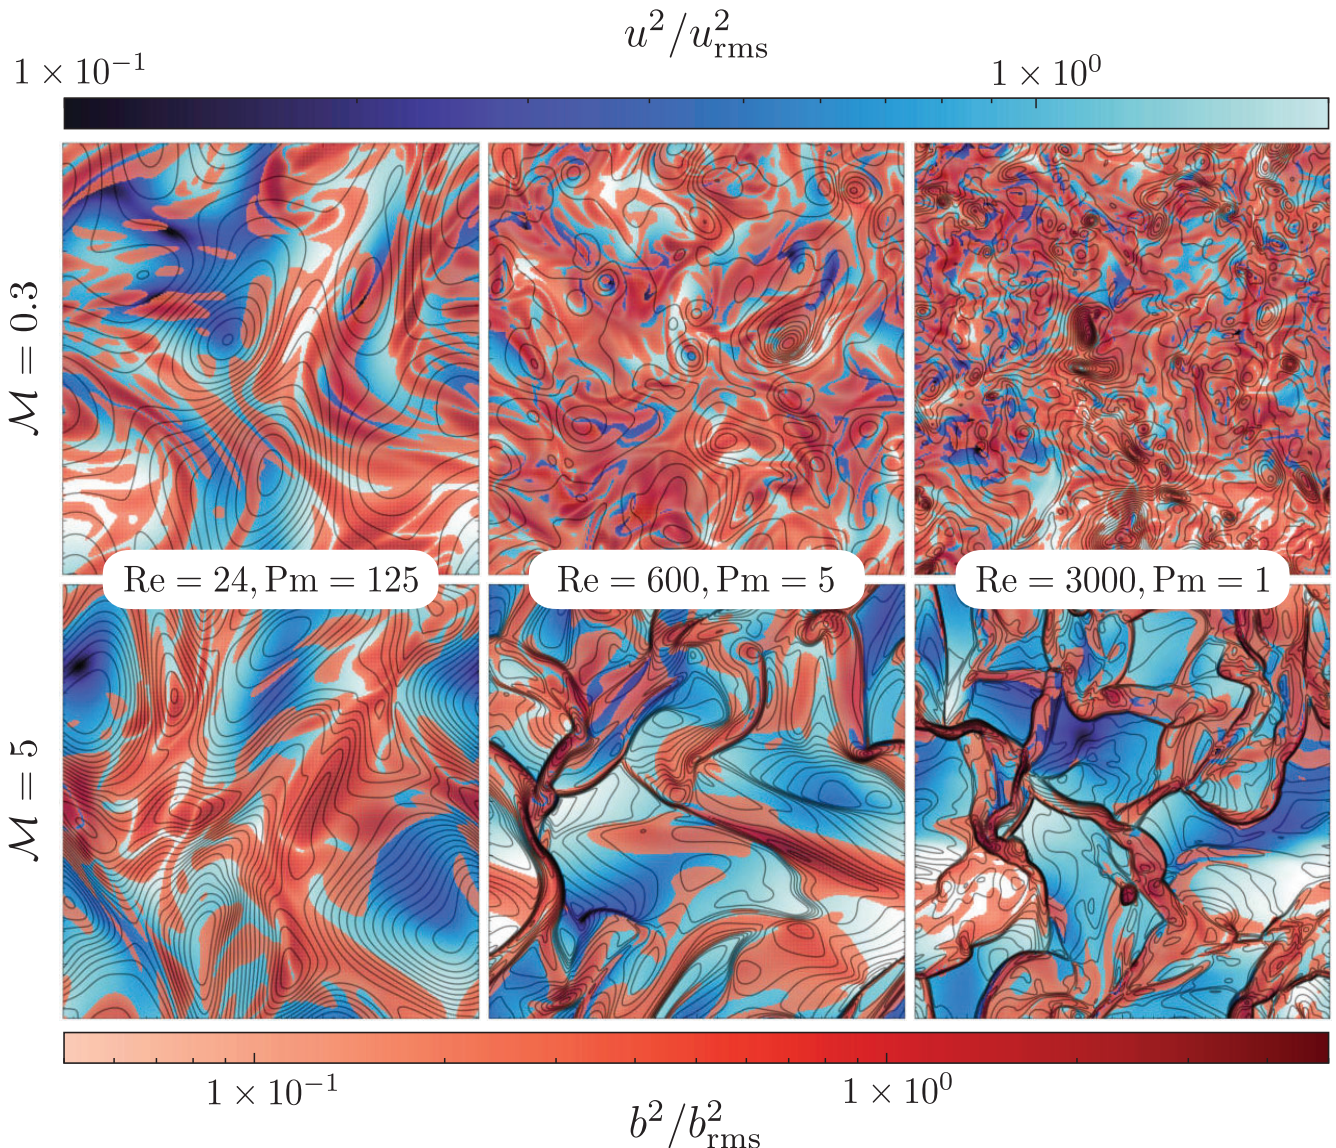 u²/u²rms
1 × 10⁻¹
1 × 10⁰
ℳ = 0.3
Re = 24, Pm = 125
Re = 600, Pm = 5
Re = 3000, Pm = 1
ℳ = 5
1 × 10⁻¹
1 × 10⁰
b²/b²rms